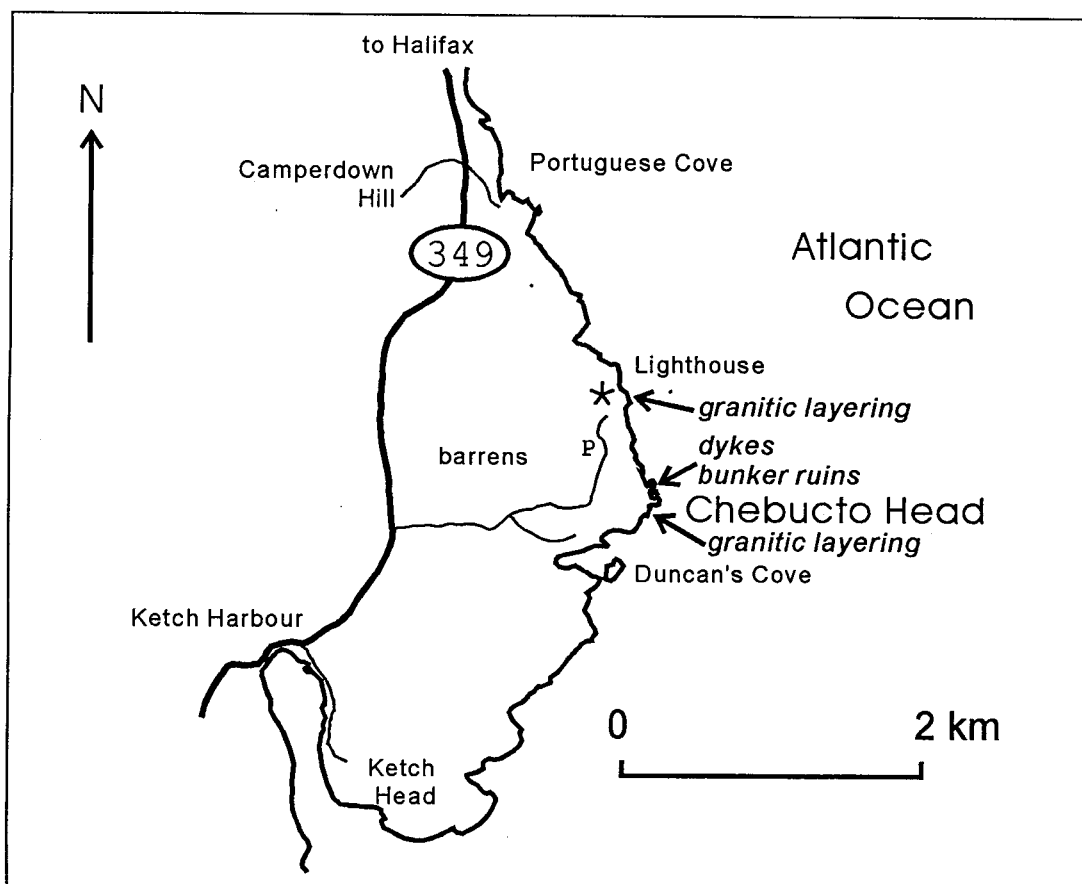 to Halifax
N
Camperdown
Hill
Portuguese Cove
349
Atlantic
Ocean
Lighthouse
granitic layering
P
barrens
dykes
bunker ruins
Chebucto Head
granitic layering
Duncan's Cove
Ketch Harbour
0 2 km
Ketch
Head